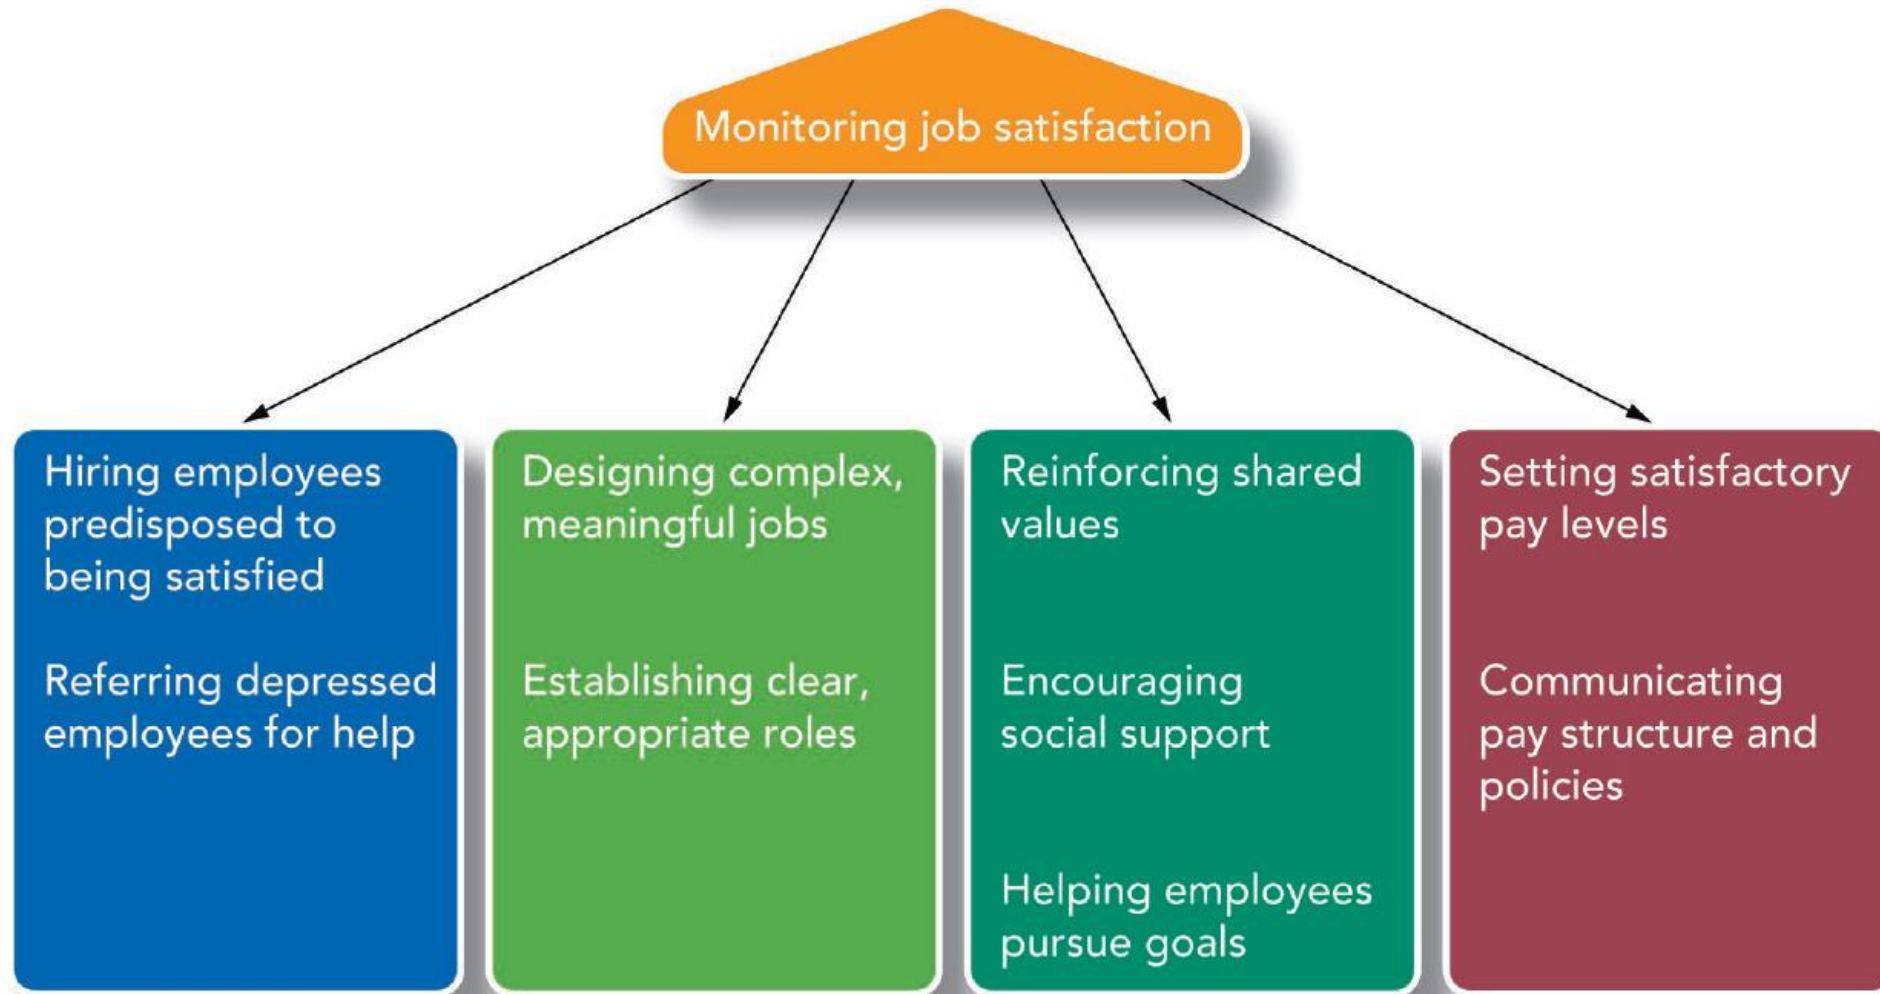 Monitoring job satisfaction
Hiring employees
predisposed to
being satisfied
Referring depressed
employees for help
Designing complex,
meaningful jobs
Establishing clear,
appropriate roles
Reinforcing shared
values
Encouraging
social support
Helping employees
pursue goals
Setting satisfactory
pay levels
Communicating
pay structure and
policies